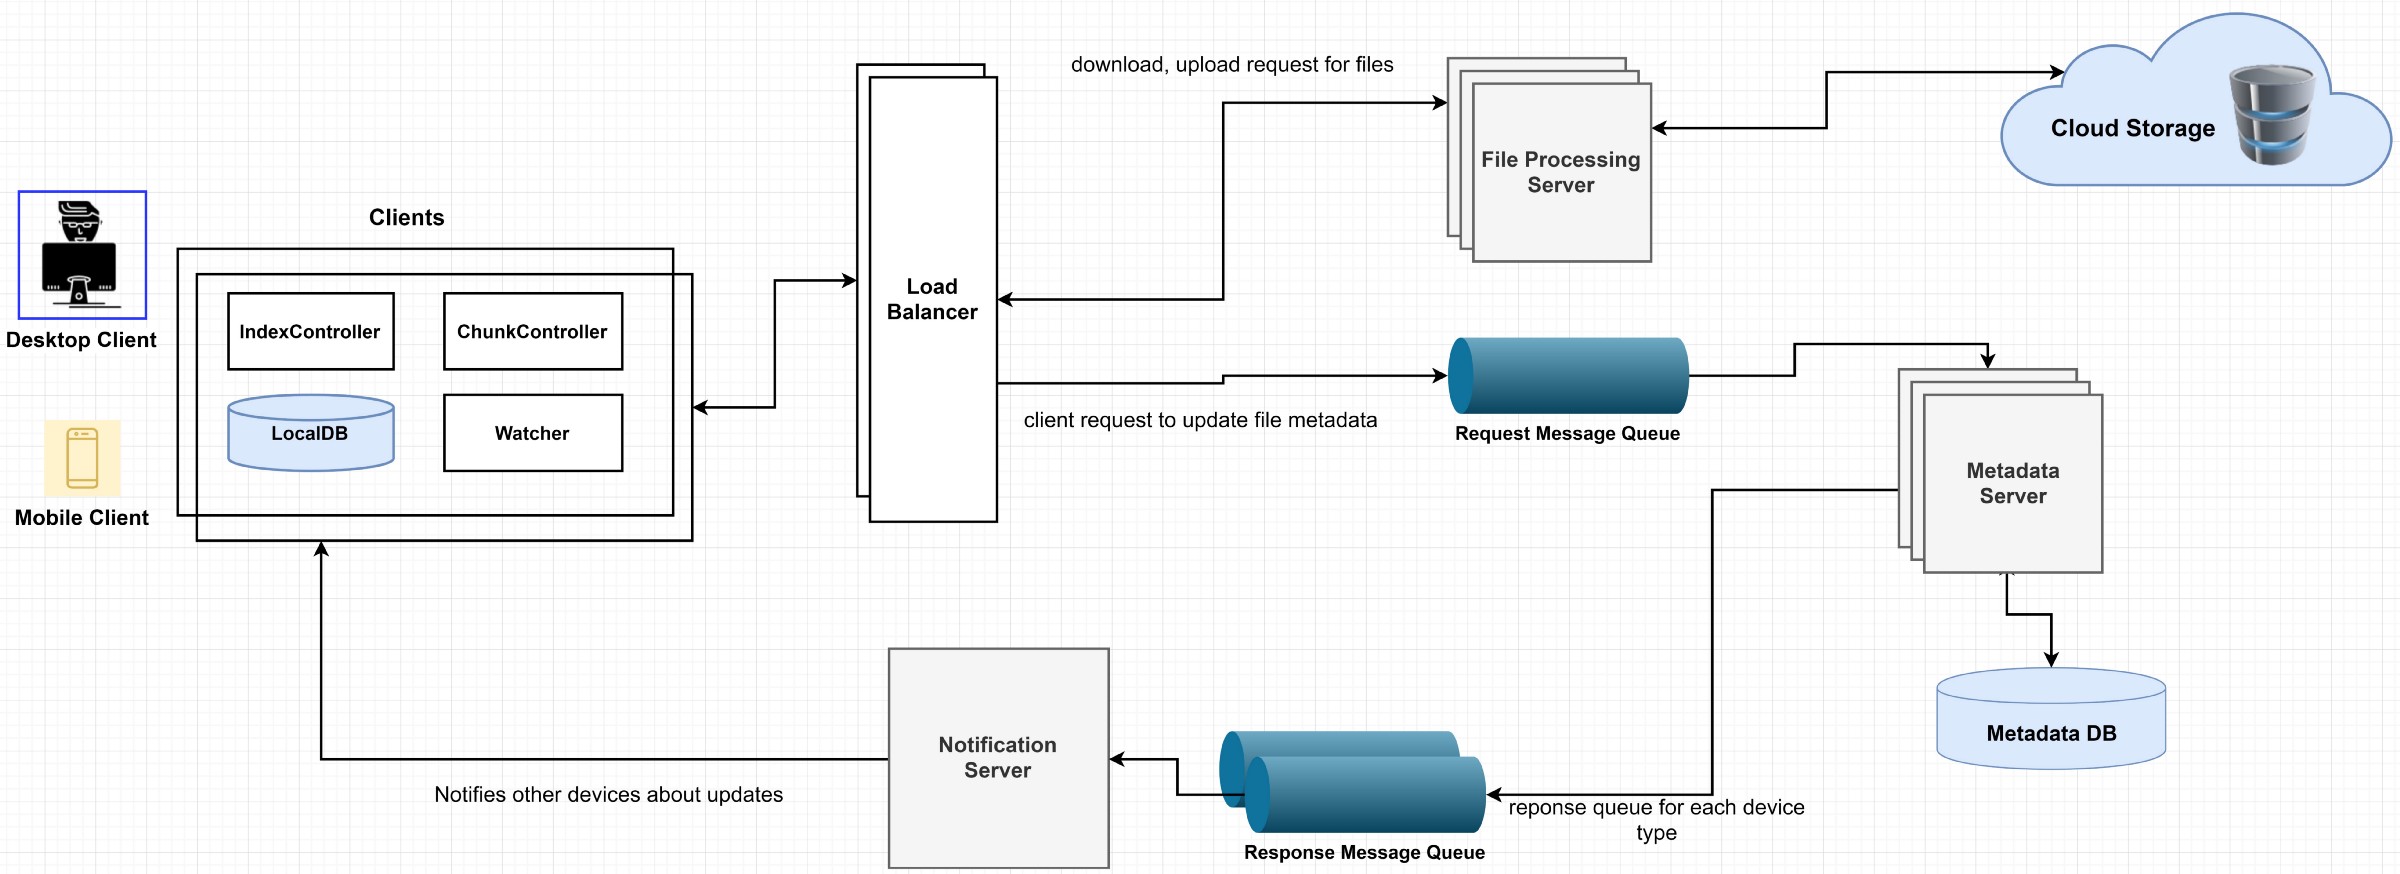 download, upload request for files
Cloud Storage
File Processing
Server
Clients
Load
Balancer
IndexController
ChunkController
Desktop Client
LocalDB
Watcher
client request to update file metadata
Request Message Queue
Metadata
Server
Mobile Client
Metadata DB
Notification
Server
Notifies other devices about updates
reponse queue for each device
type
Response Message Queue